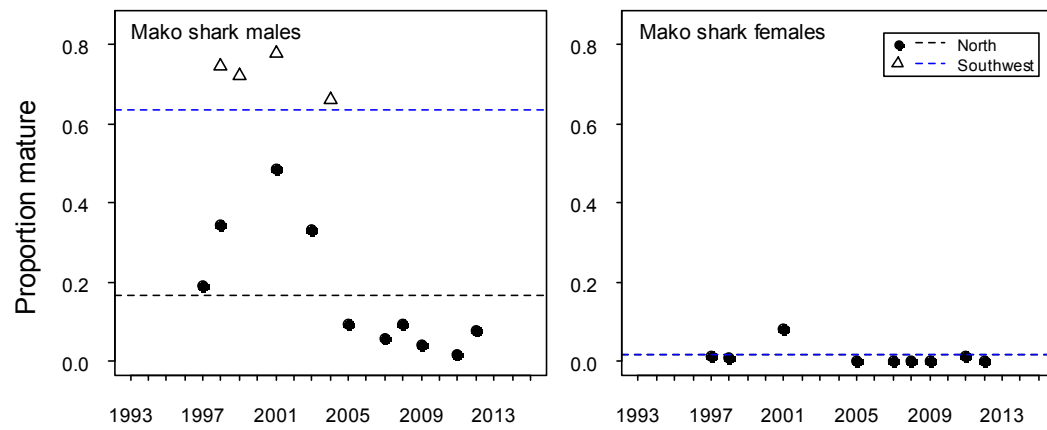 Mako shark males
Proportion mature
0.8
0.6
0.4
0.2
0.0
1993 1997 2001 2005 2009 2013
Mako shark females
North
Southwest
0.8
0.6
0.4
0.2
0.0
1993 1997 2001 2005 2009 2013